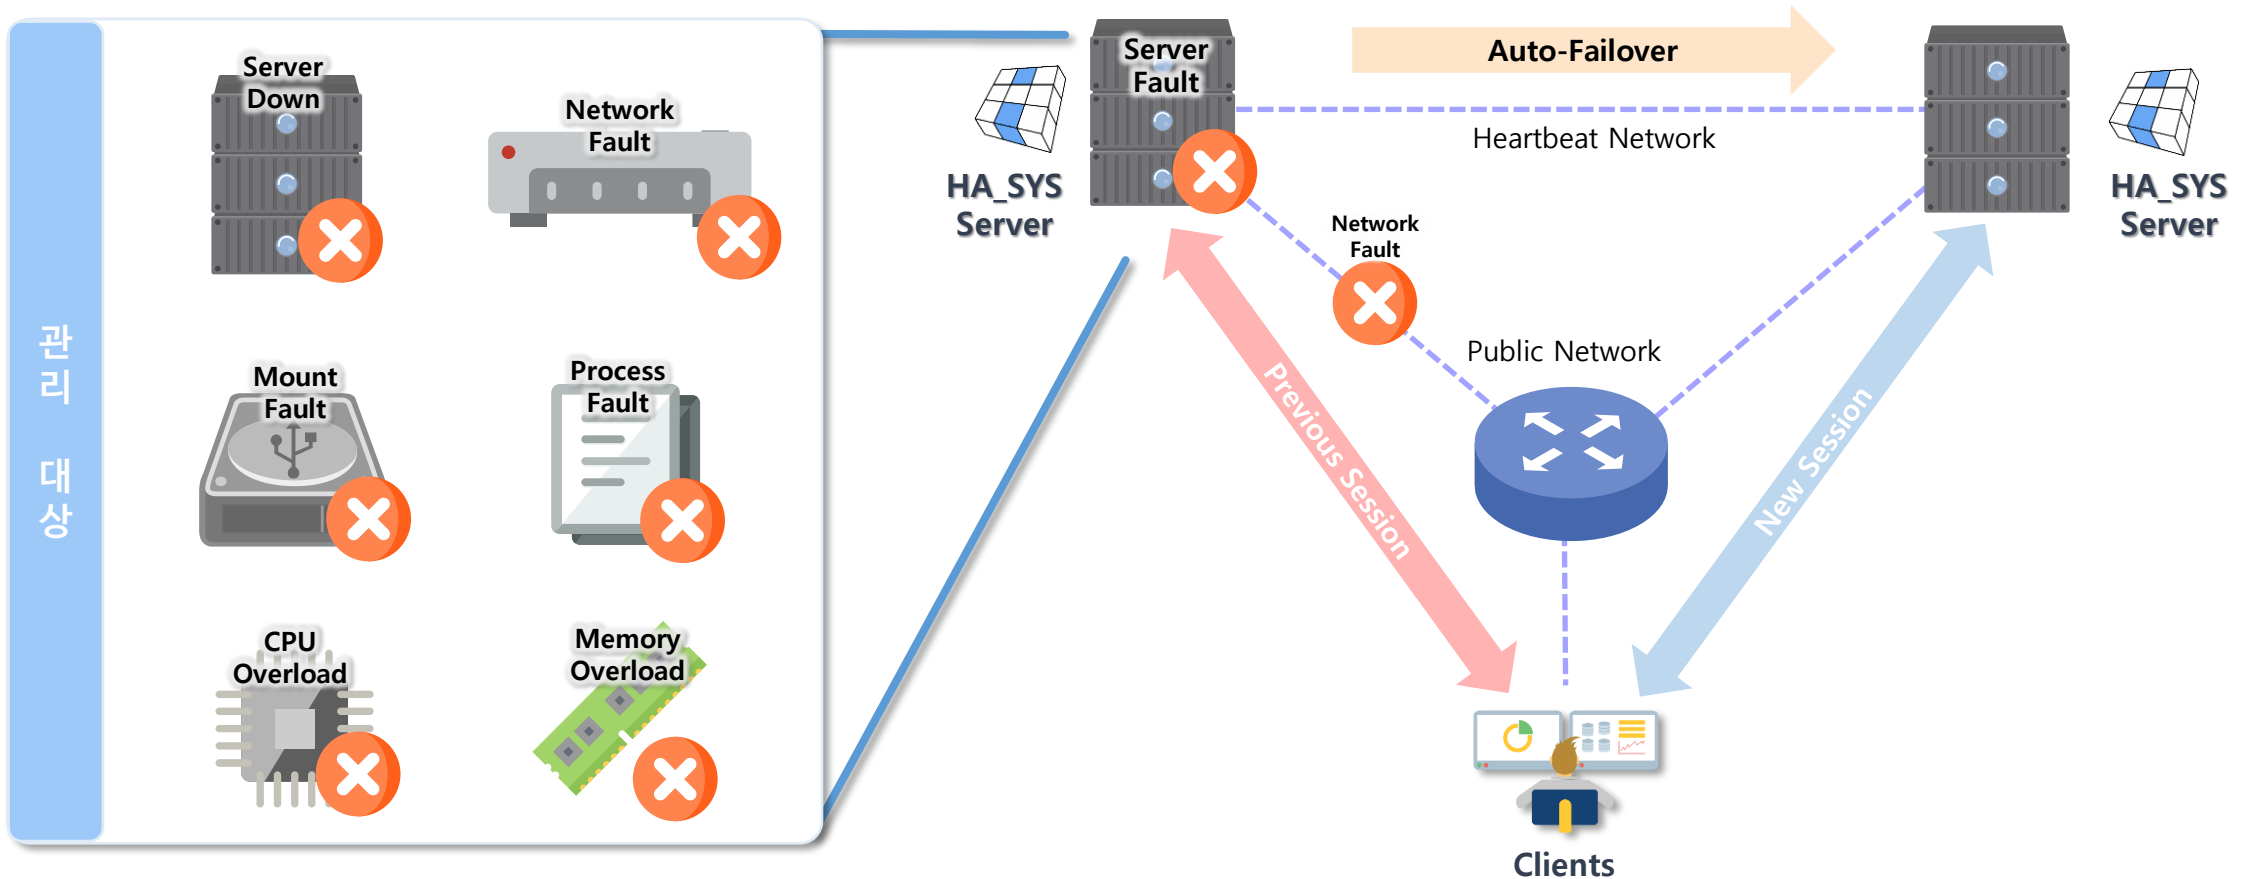 관리 대상
Server
Down
Network
Fault
Mount
Fault
Process
Fault
CPU
Overload
Memory
Overload
HA_SYS
Server
Server
Fault
Auto-Failover
Heartbeat Network
HA_SYS
Server
Network
Fault
Public Network
Previous Session
New Session
Clients